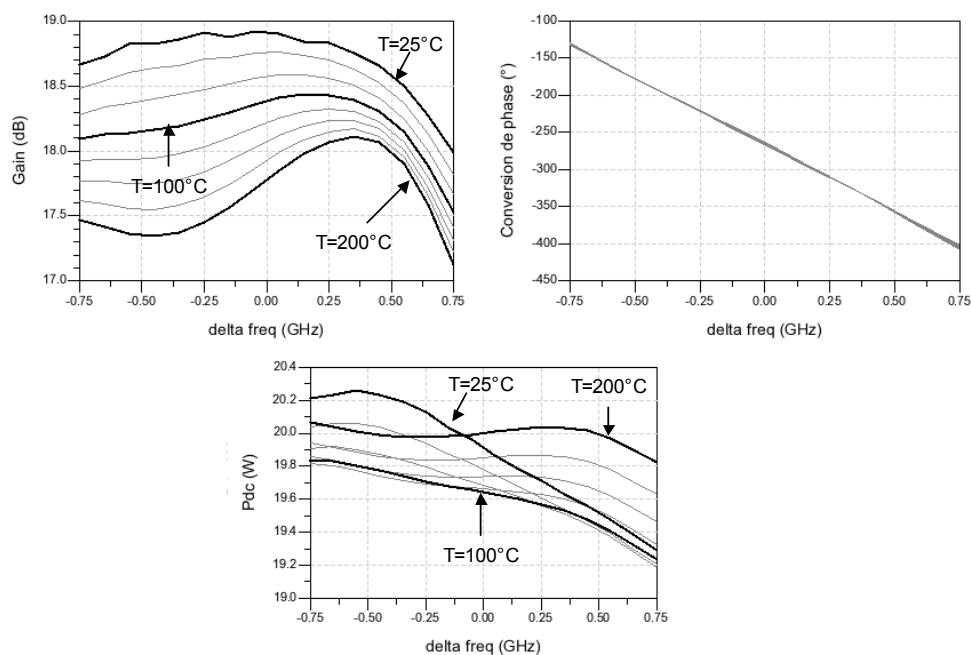 19.0
18.5
18.0
17.5
17.0
Gain (dB)
T=25°C
T=100°C
T=200°C
-0.75 -0.50 -0.25 0.00 0.25 0.50 0.75
delta freq (GHz)
-100
-150
-200
-250
-300
-350
-400
-450
Conversion de phase (°)
-0.75 -0.50 -0.25 0.00 0.25 0.50 0.75
delta freq (GHz)
20.4
20.2
20.0
19.8
19.6
19.4
19.2
19.0
Pdc (W)
T=25°C
T=200°C
T=100°C
-0.75 -0.50 -0.25 0.00 0.25 0.50 0.75
delta freq (GHz)